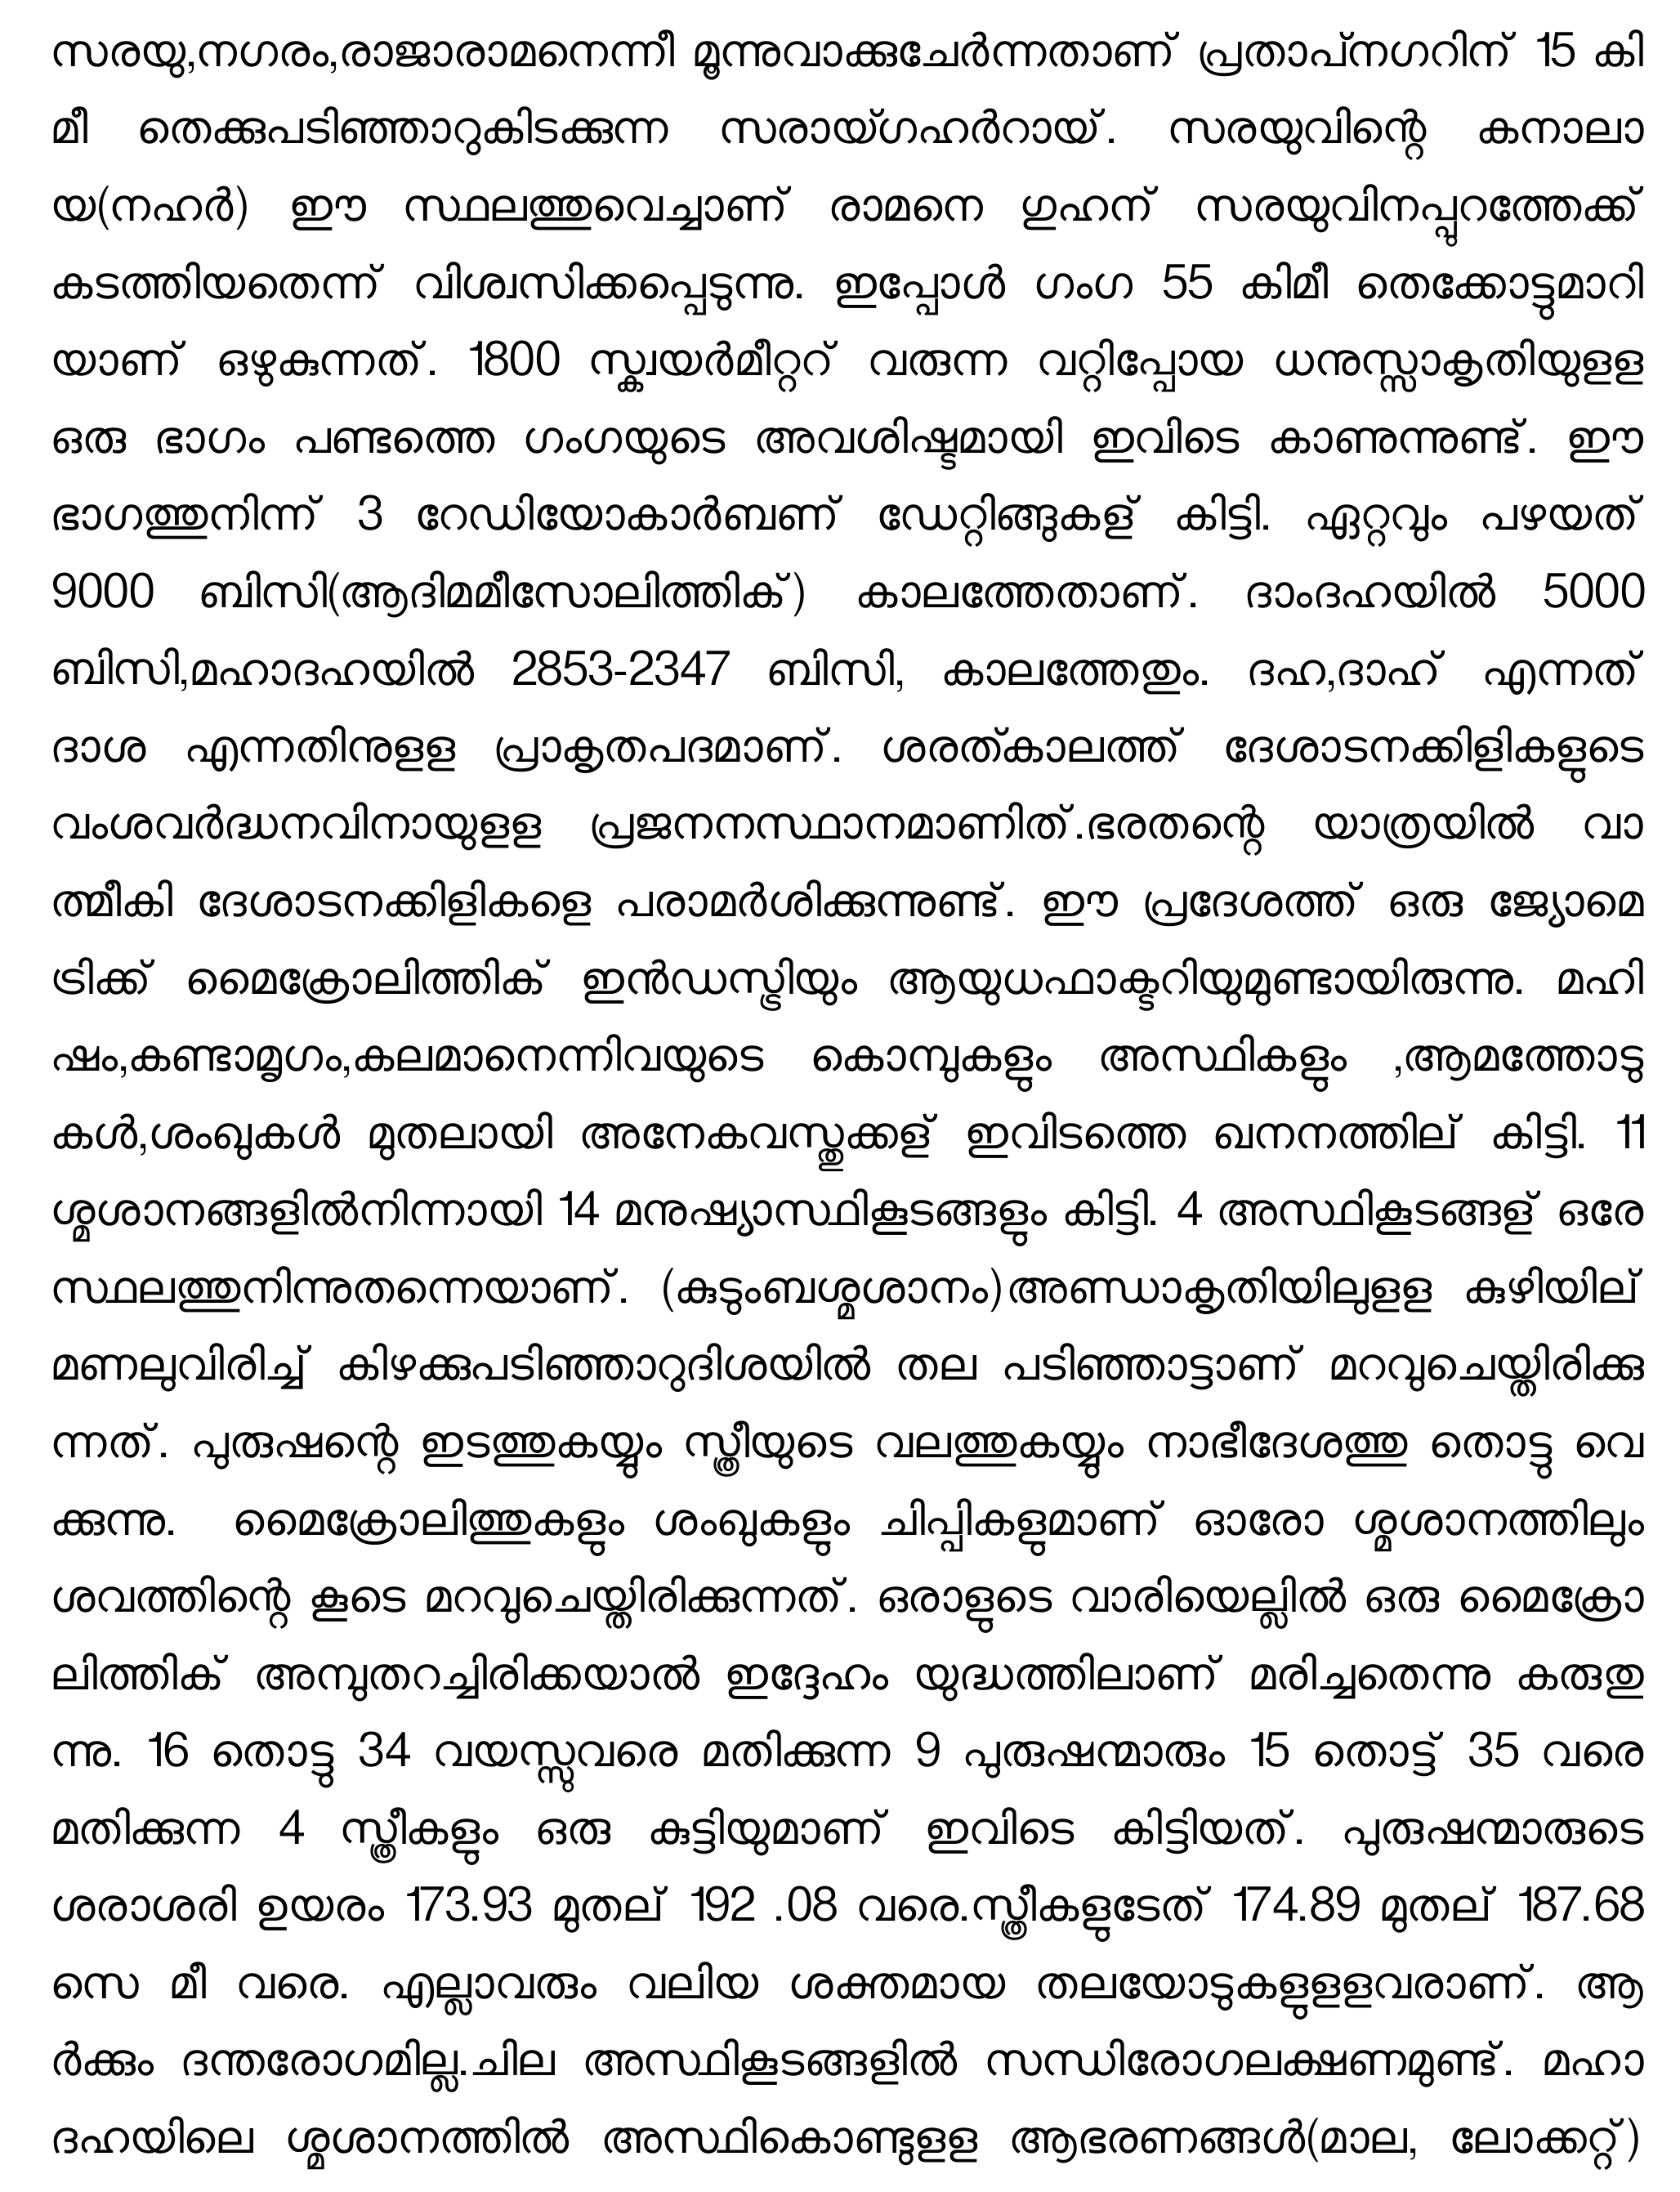 സരയു,നഗരം,രാജാരാമനെന്നീ മൂന്നുവാക്കുചേർന്നതാണ് പ്രതാപ്നഗറിന് 15 കി
മീ തെക്കുപടിഞ്ഞാറുകിടക്കുന്ന സരായ്ഗഹർറായ്. സരയുവിന്റെ കനാലാ
യ(നഹർ) ഈ സ്ഥലത്തുവെച്ചാണ് രാമനെ ഗുഹന് സരയുവിനപ്പുറത്തേക്ക്
കടത്തിയതെന്ന് വിശ്വസിക്കപ്പെടുന്നു. ഇപ്പോൾ ഗംഗ 55 കിമീ തെക്കോട്ടുമാറി
യാണ് ഒഴുകുന്നത്. 1800 സ്ക്വയർമീറ്ററ് വരുന്ന വറ്റിപ്പോയ ധനുസ്സാകൃതിയുളള
ഒരു ഭാഗം പണ്ടത്തെ ഗംഗയുടെ അവശിഷ്ടമായി ഇവിടെ കാണുന്നുണ്ട്. ഈ
ഭാഗത്തുനിന്ന് 3 റേഡിയോകാർബണ് ഡേറ്റിങ്ങുകള് കിട്ടി. ഏറ്റവും പഴയത്
9000 ബിസി(ആദിമമീസോലിത്തിക്) കാലത്തേതാണ്. ദാംദഹയിൽ 5000
ബിസി,മഹാദഹയിൽ 2853-2347 ബിസി, കാലത്തേതും. ദഹ,ദാഹ് എന്നത്
ദാശ എന്നതിനുളള പ്രാകൃതപദമാണ്. ശരത്കാലത്ത് ദേശാടനക്കിളികളുടെ
വംശവർദ്ധനവിനായുളള പ്രജനനസ്ഥാനമാണിത്.ഭരതന്റെ യാത്രയിൽ വാ
ത്മീകി ദേശാടനക്കിളികളെ പരാമർശിക്കുന്നുണ്ട്. ഈ പ്രദേശത്ത് ഒരു ജ്യോമെ
ട്രിക്ക് മൈക്രോലിത്തിക് ഇൻഡസ്ട്രിയും ആയുധഫാക്ടറിയുമുണ്ടായിരുന്നു. മഹി
ഷം,കണ്ടാമൃഗം,കലമാനെന്നിവയുടെ കൊമ്പുകളും അസ്ഥികളും ,ആമത്തോടു
കൾ,ശംഖുകൾ മുതലായി അനേകവസ്തുക്കള് ഇവിടത്തെ ഖനനത്തില് കിട്ടി. 11
ശ്മശാനങ്ങളിൽനിന്നായി 14 മനുഷ്യാസ്ഥികൂടങ്ങളും കിട്ടി. 4 അസ്ഥികൂടങ്ങള് ഒരേ
സ്ഥലത്തുനിന്നുതന്നെയാണ്. (കുടുംബശ്മശാനം)അണ്ഡാകൃതിയിലുളള കുഴിയില്
മണലുവിരിച്ച് കിഴക്കുപടിഞ്ഞാറുദിശയിൽ തല പടിഞ്ഞാട്ടാണ് മറവുചെയ്തിരിക്കു
ന്നത്. പുരുഷന്റെ ഇടത്തുകയ്യും സ്ത്രീയുടെ വലത്തുകയ്യും നാഭീദേശത്തു തൊട്ടു വെ
ക്കുന്നു. മൈക്രോലിത്തുകളും ശംഖുകളും ചിപ്പികളുമാണ് ഓരോ ശ്മശാനത്തിലും
ശവത്തിന്റെ കൂടെ മറവുചെയ്തിരിക്കുന്നത്. ഒരാളുടെ വാരിയെല്ലിൽ ഒരു മൈക്രോ
ലിത്തിക് അമ്പുതറച്ചിരിക്കയാൽ ഇദ്ദേഹം യുദ്ധത്തിലാണ് മരിച്ചതെന്നു കരുതു
ന്നു. 16 തൊട്ടു 34 വയസ്സുവരെ മതിക്കുന്ന 9 പുരുഷന്മാരും 15 തൊട്ട് 35 വരെ
മതിക്കുന്ന 4 സ്ത്രീകളും ഒരു കുട്ടിയുമാണ് ഇവിടെ കിട്ടിയത്. പുരുഷന്മാരുടെ
ശരാശരി ഉയരം 173.93 മുതല് 192 .08 വരെ.സ്ത്രീകളുടേത് 174.89 മുതല് 187.68
സെ മീ വരെ. എല്ലാവരും വലിയ ശക്തമായ തലയോടുകളുളളവരാണ്. ആ
ർക്കും ദന്തരോഗമില്ല.ചില അസ്ഥികൂടങ്ങളിൽ സന്ധിരോഗലക്ഷണമുണ്ട്. മഹാ
ദഹയിലെ ശ്മശാനത്തിൽ അസ്ഥികൊണ്ടുളള ആഭരണങ്ങൾ(മാല, ലോക്കറ്റ്)